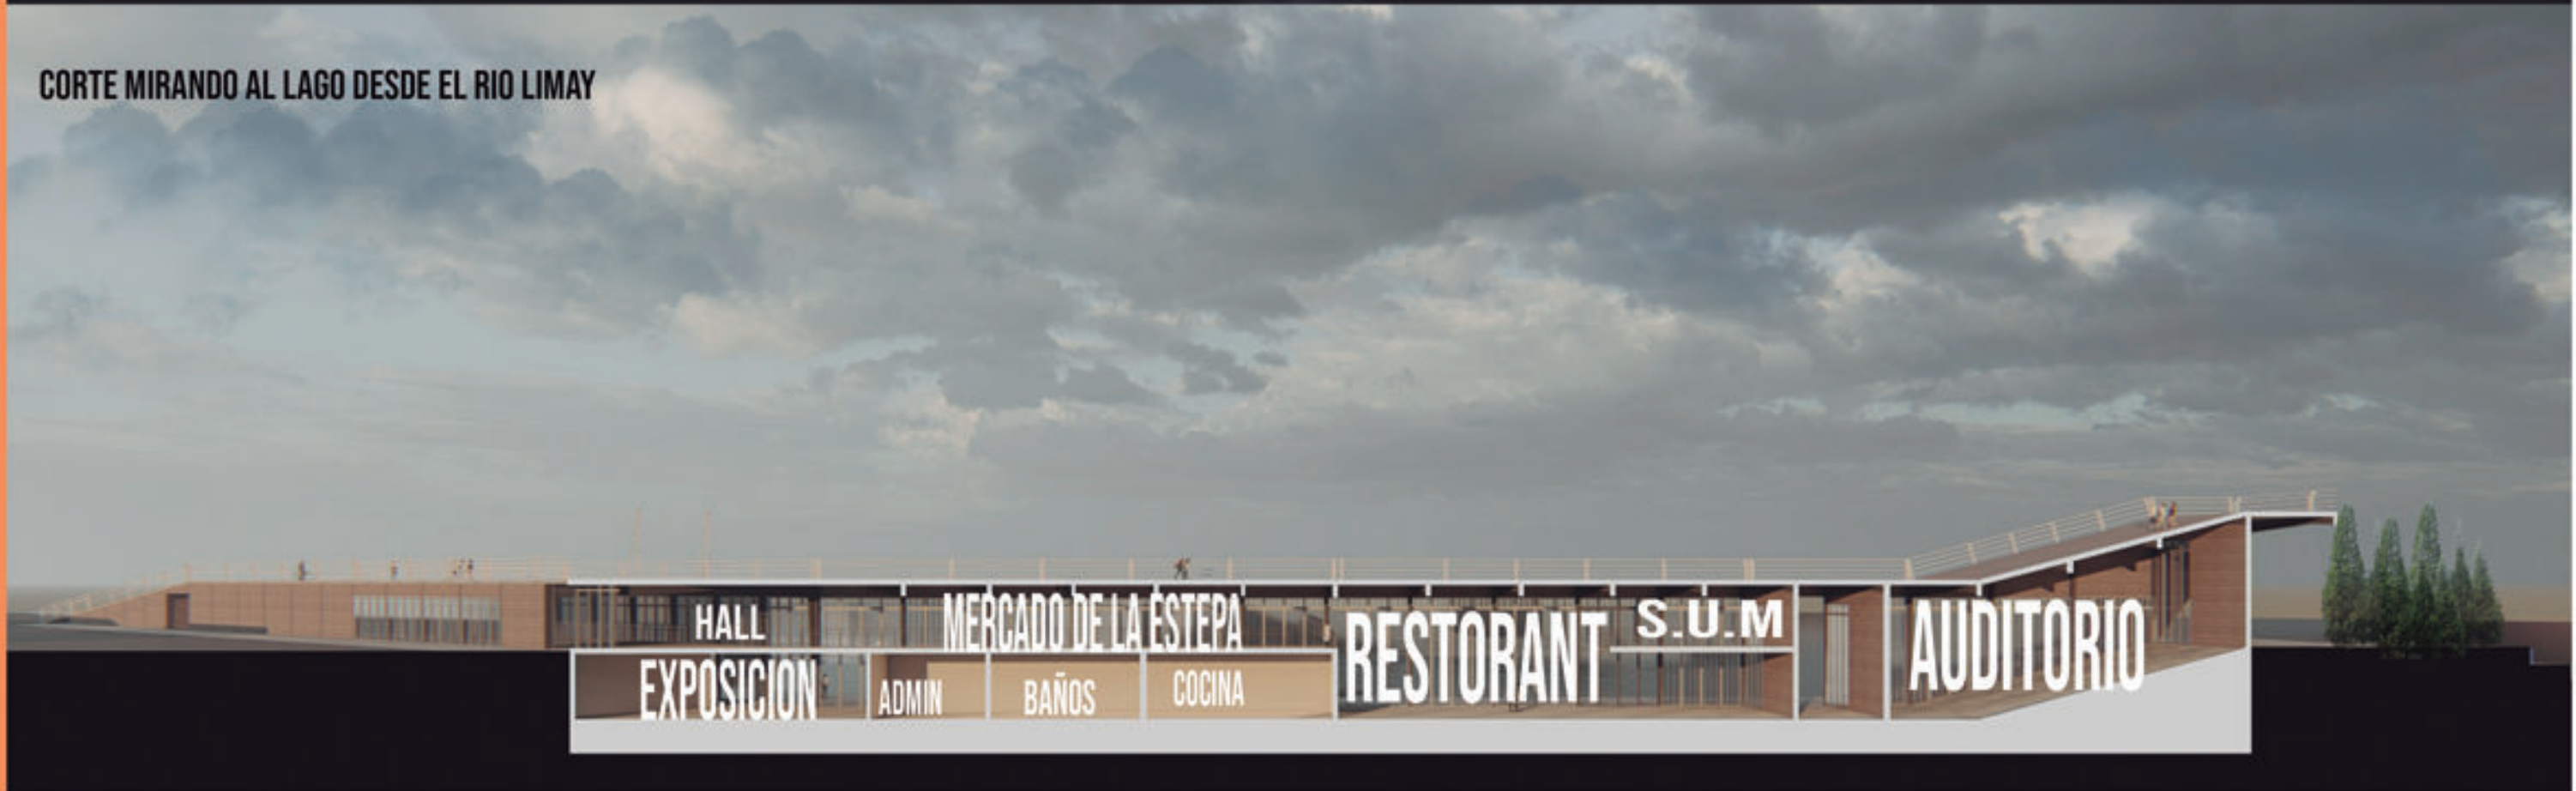 CORTE MIRANDO AL LAGO DESDE EL RIO LIMAY
HALL
MERCADO DE LA ESTEPA
RESTORANT
S.U.M
AUDITORIO
EXPOSICION
ADMIN
BAÑOS
COCINA